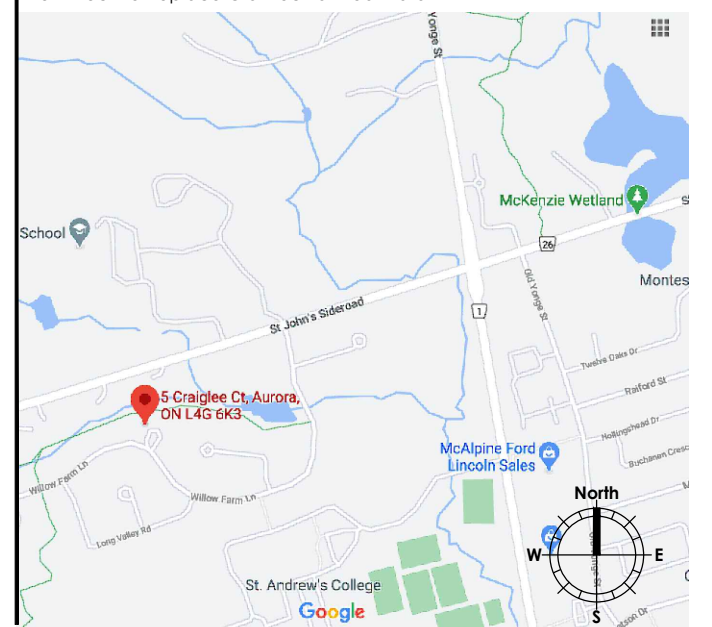 Yonge St
McKenzie Wetland
School
26
Old Yonge St
Montes
St John's Sideroad
1
Twelve Oaks Dr
Raiford St
5 Craiglee Ct, Aurora,
ON L4G 6K3
Hollingshead Dr
McAlpine Ford
Lincoln Sales
Buchanan Cresc
Willow Farm Ln
Willow Farm Ln
North
Long Valley Rd
W
E
St. Andrew's College
Google
S